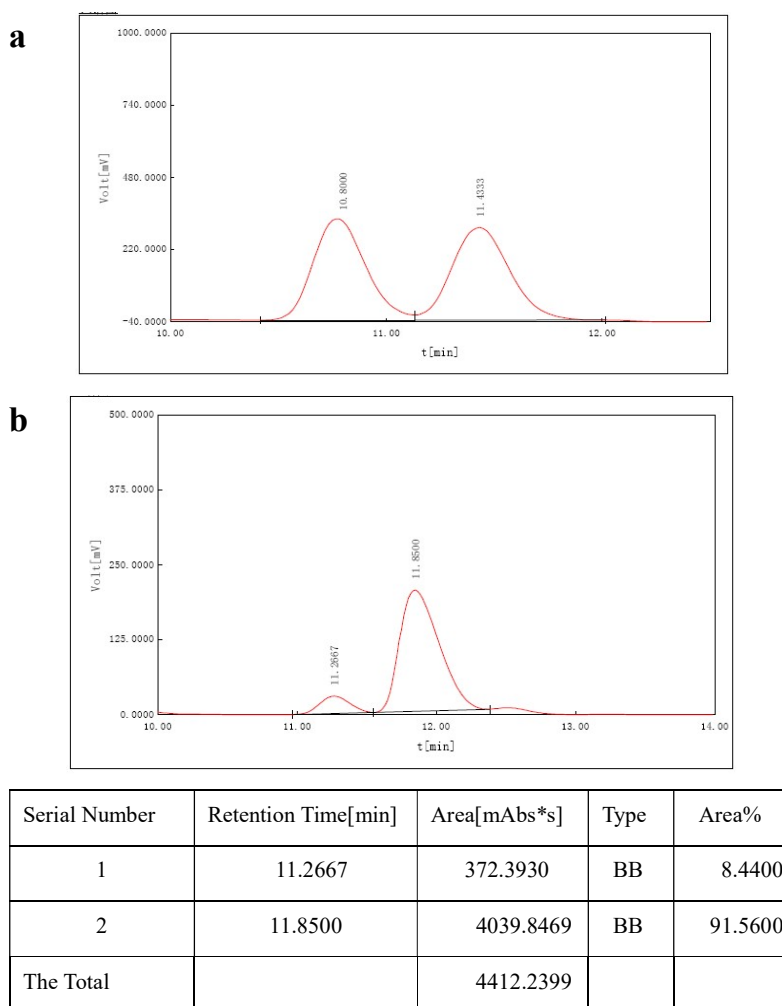 a
1000.0000
740.0000
480.0000
220.0000
-40.0000
Volt[mV]
10.8000
11.4333
10.00
11.00
12.00
t[min]
b
500.0000
375.0000
250.0000
125.0000
0.0000
Volt[mV]
11.2667
11.8500
10.00
11.00
12.00
13.00
14.00
t[min]
Serial Number Retention Time[min] Area[mAbs*s] Type Area%
1 11.2667 372.3930 BB 8.4400
2 11.8500 4039.8469 BB 91.5600
The Total 4412.2399